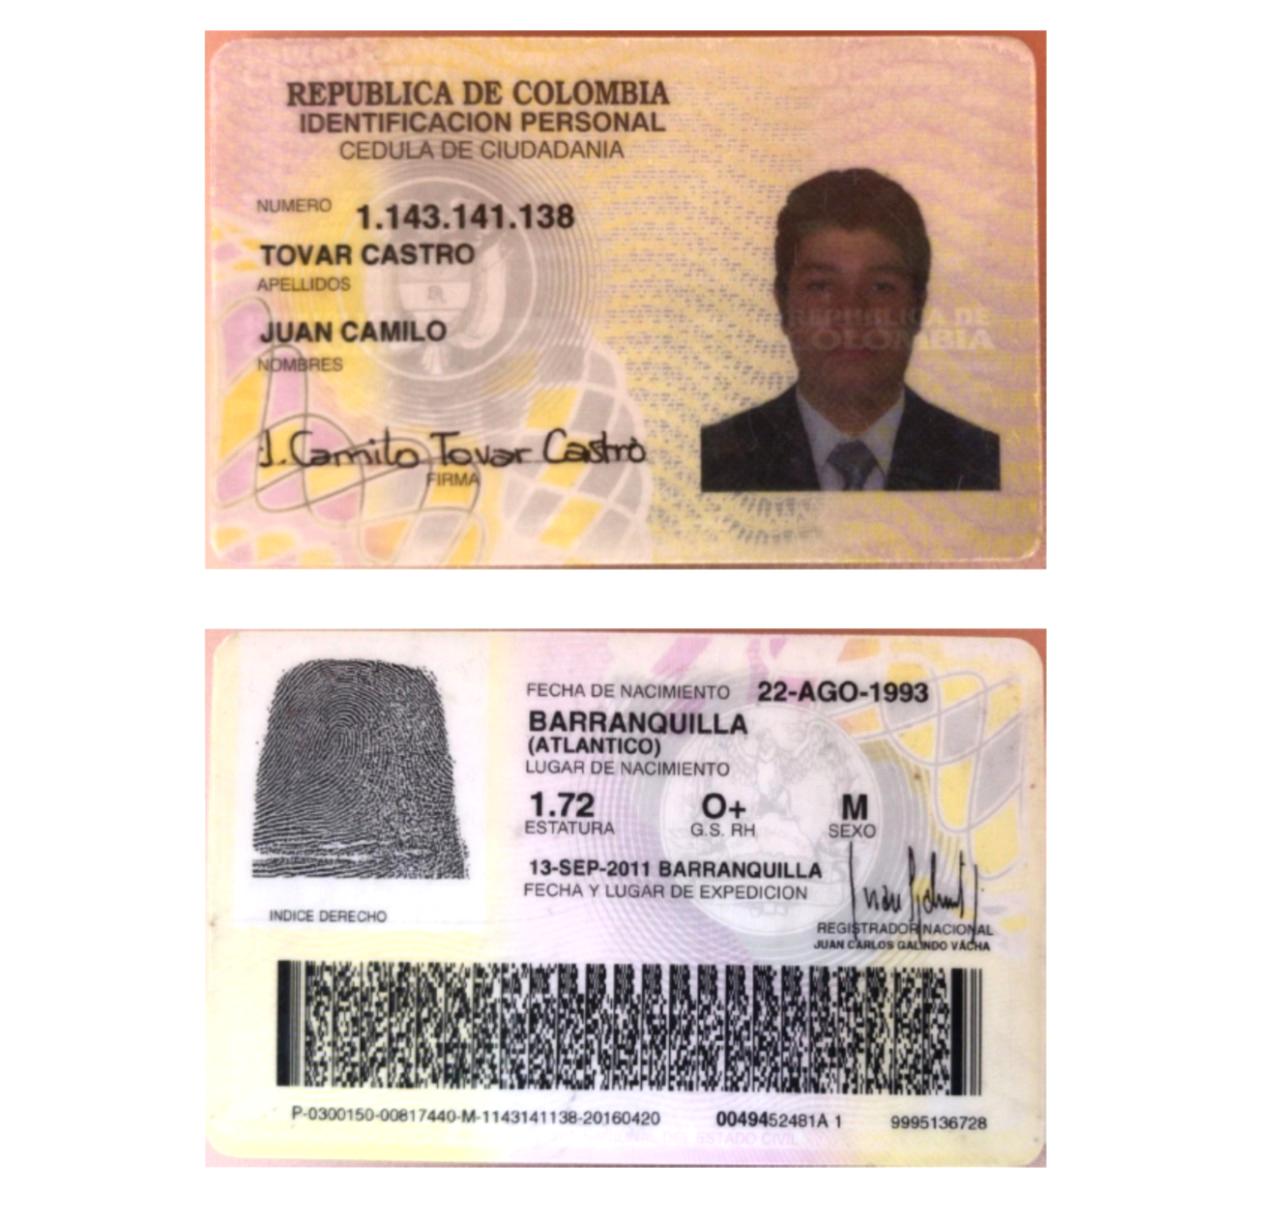 REPUBLICA DE COLOMBIA
IDENTIFICACION PERSONAL
CEDULA DE CIUDADANIA
NUMERO 1.143.141.138
TOVAR CASTRO
APELLIDOS
JUAN CAMILO
NOMBRES
REPUBLICA DE
COLOMBIA
J. Camilo Tovar Castro
FIRMA
FECHA DE NACIMIENTO 22-AGO-1993
BARRANQUILLA
(ATLANTICO)
LUGAR DE NACIMIENTO
1.72 O+ M
ESTATURA G.S. RH SEXO
13-SEP-2011 BARRANQUILLA
FECHA Y LUGAR DE EXPEDICION
INDICE DERECHO
REGISTRADOR NACIONAL
JUAN CARLOS GALINDO VÁCHA
P-0300150-00817440-M-1143141138-20160420 0049452481A 1 9995136728
DEL ESTADO CIVIL